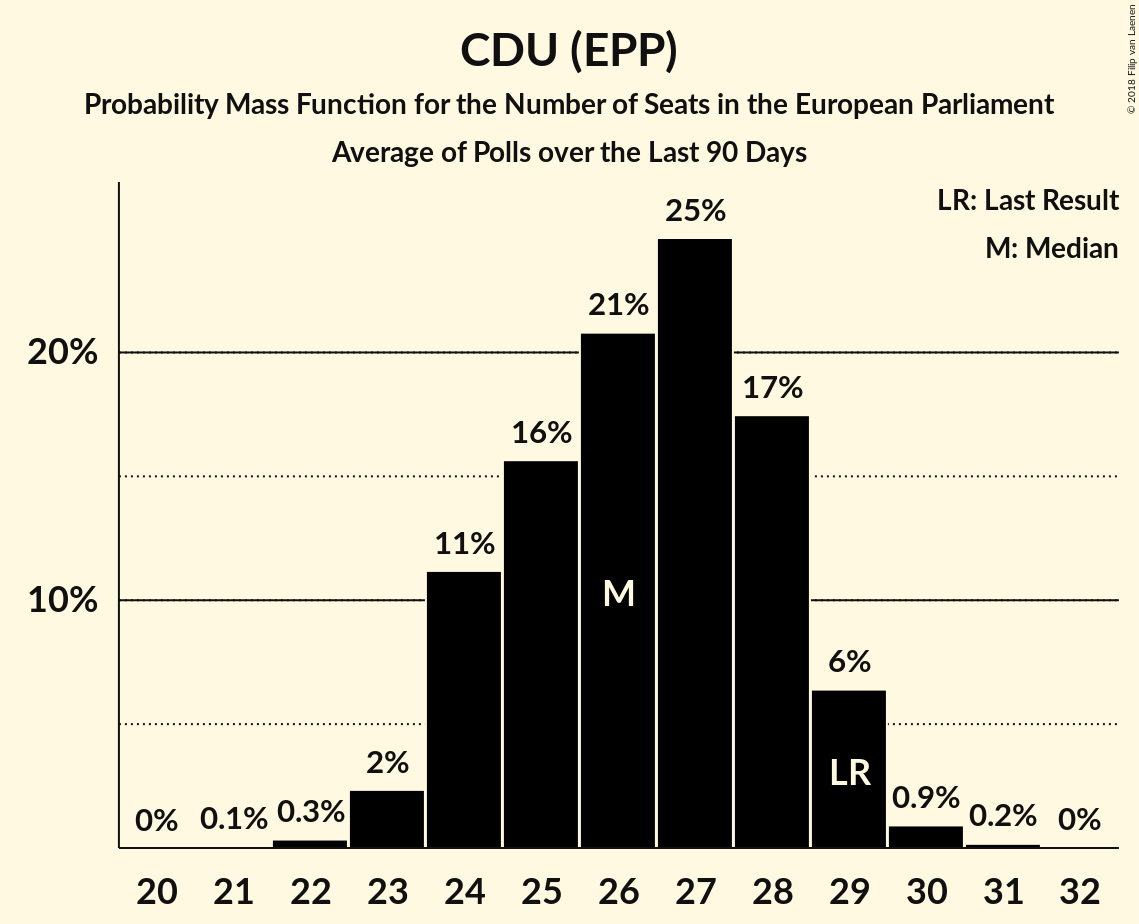 CDU (EPP)
Probability Mass Function for the Number of Seats in the European Parliament
Average of Polls over the Last 90 Days
© 2018 Filip van Laenen
LR: Last Result
M: Median
25%
21%
20%
17%
16%
11%
M
10%
6%
LR
2%
0%
0.1%
0.3%
0.9%
0.2%
0%
20 21 22 23 24 25 26 27 28 29 30 31 32